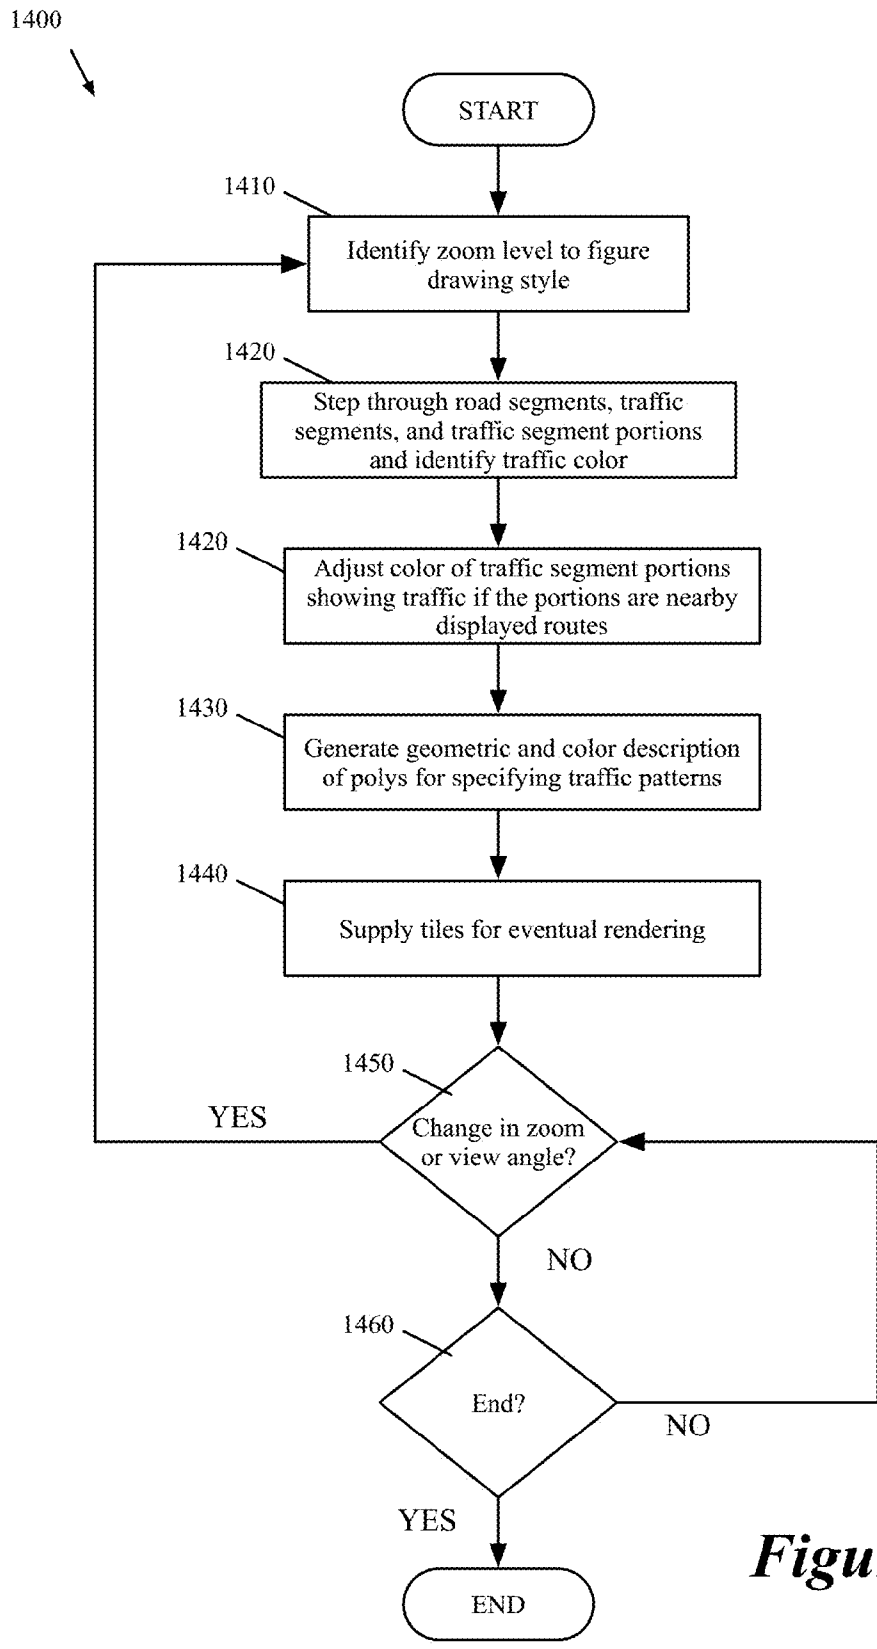 1400
START
1410
Identify zoom level to figure
drawing style
1420
Step through road segments, traffic
segments, and traffic segment portions
and identify traffic color
1420
Adjust color of traffic segment portions
showing traffic if the portions are nearby
displayed routes
1430
Generate geometric and color description
of polys for specifying traffic patterns
1440
Supply tiles for eventual rendering
1450
YES
Change in zoom
or view angle?
NO
1460
End?
NO
YES
END